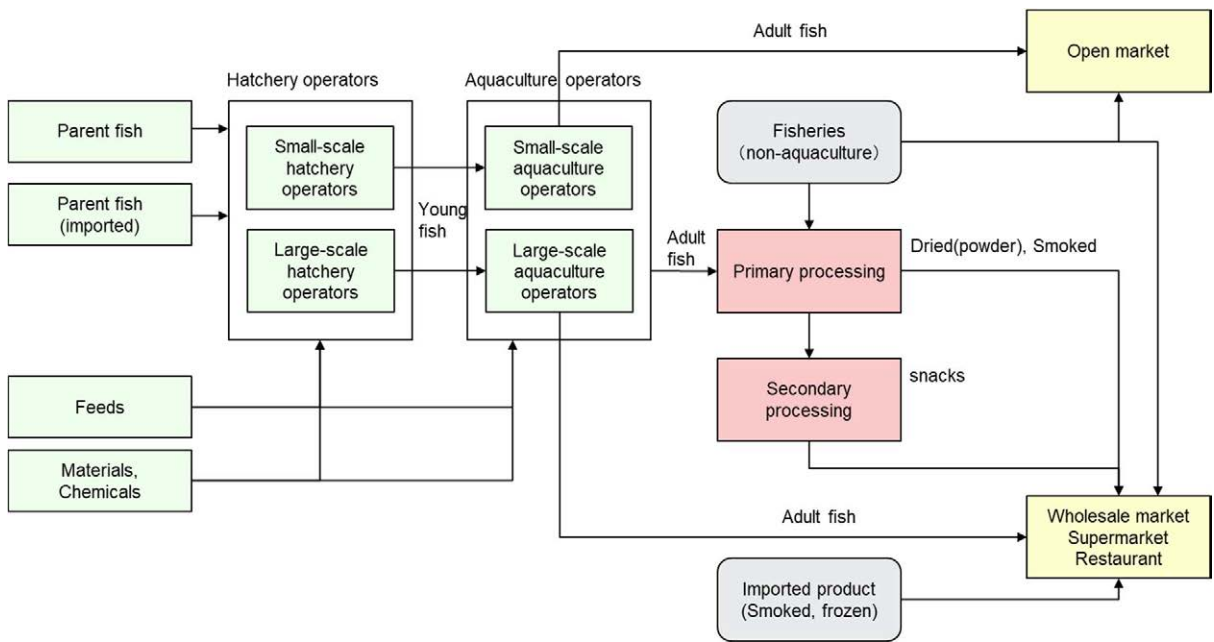 Adult fish
Open market
Hatchery operators
Aquaculture operators
Parent fish
Small-scale
hatchery
operators
Small-scale
aquaculture
operators
Fisheries
（non-aquaculture）
Parent fish
(imported)
Young
fish
Large-scale
hatchery
operators
Large-scale
aquaculture
operators
Adult
fish
Primary processing
Dried(powder), Smoked
Secondary
processing
snacks
Feeds
Materials,
Chemicals
Adult fish
Wholesale market
Supermarket
Restaurant
Imported product
(Smoked, frozen)